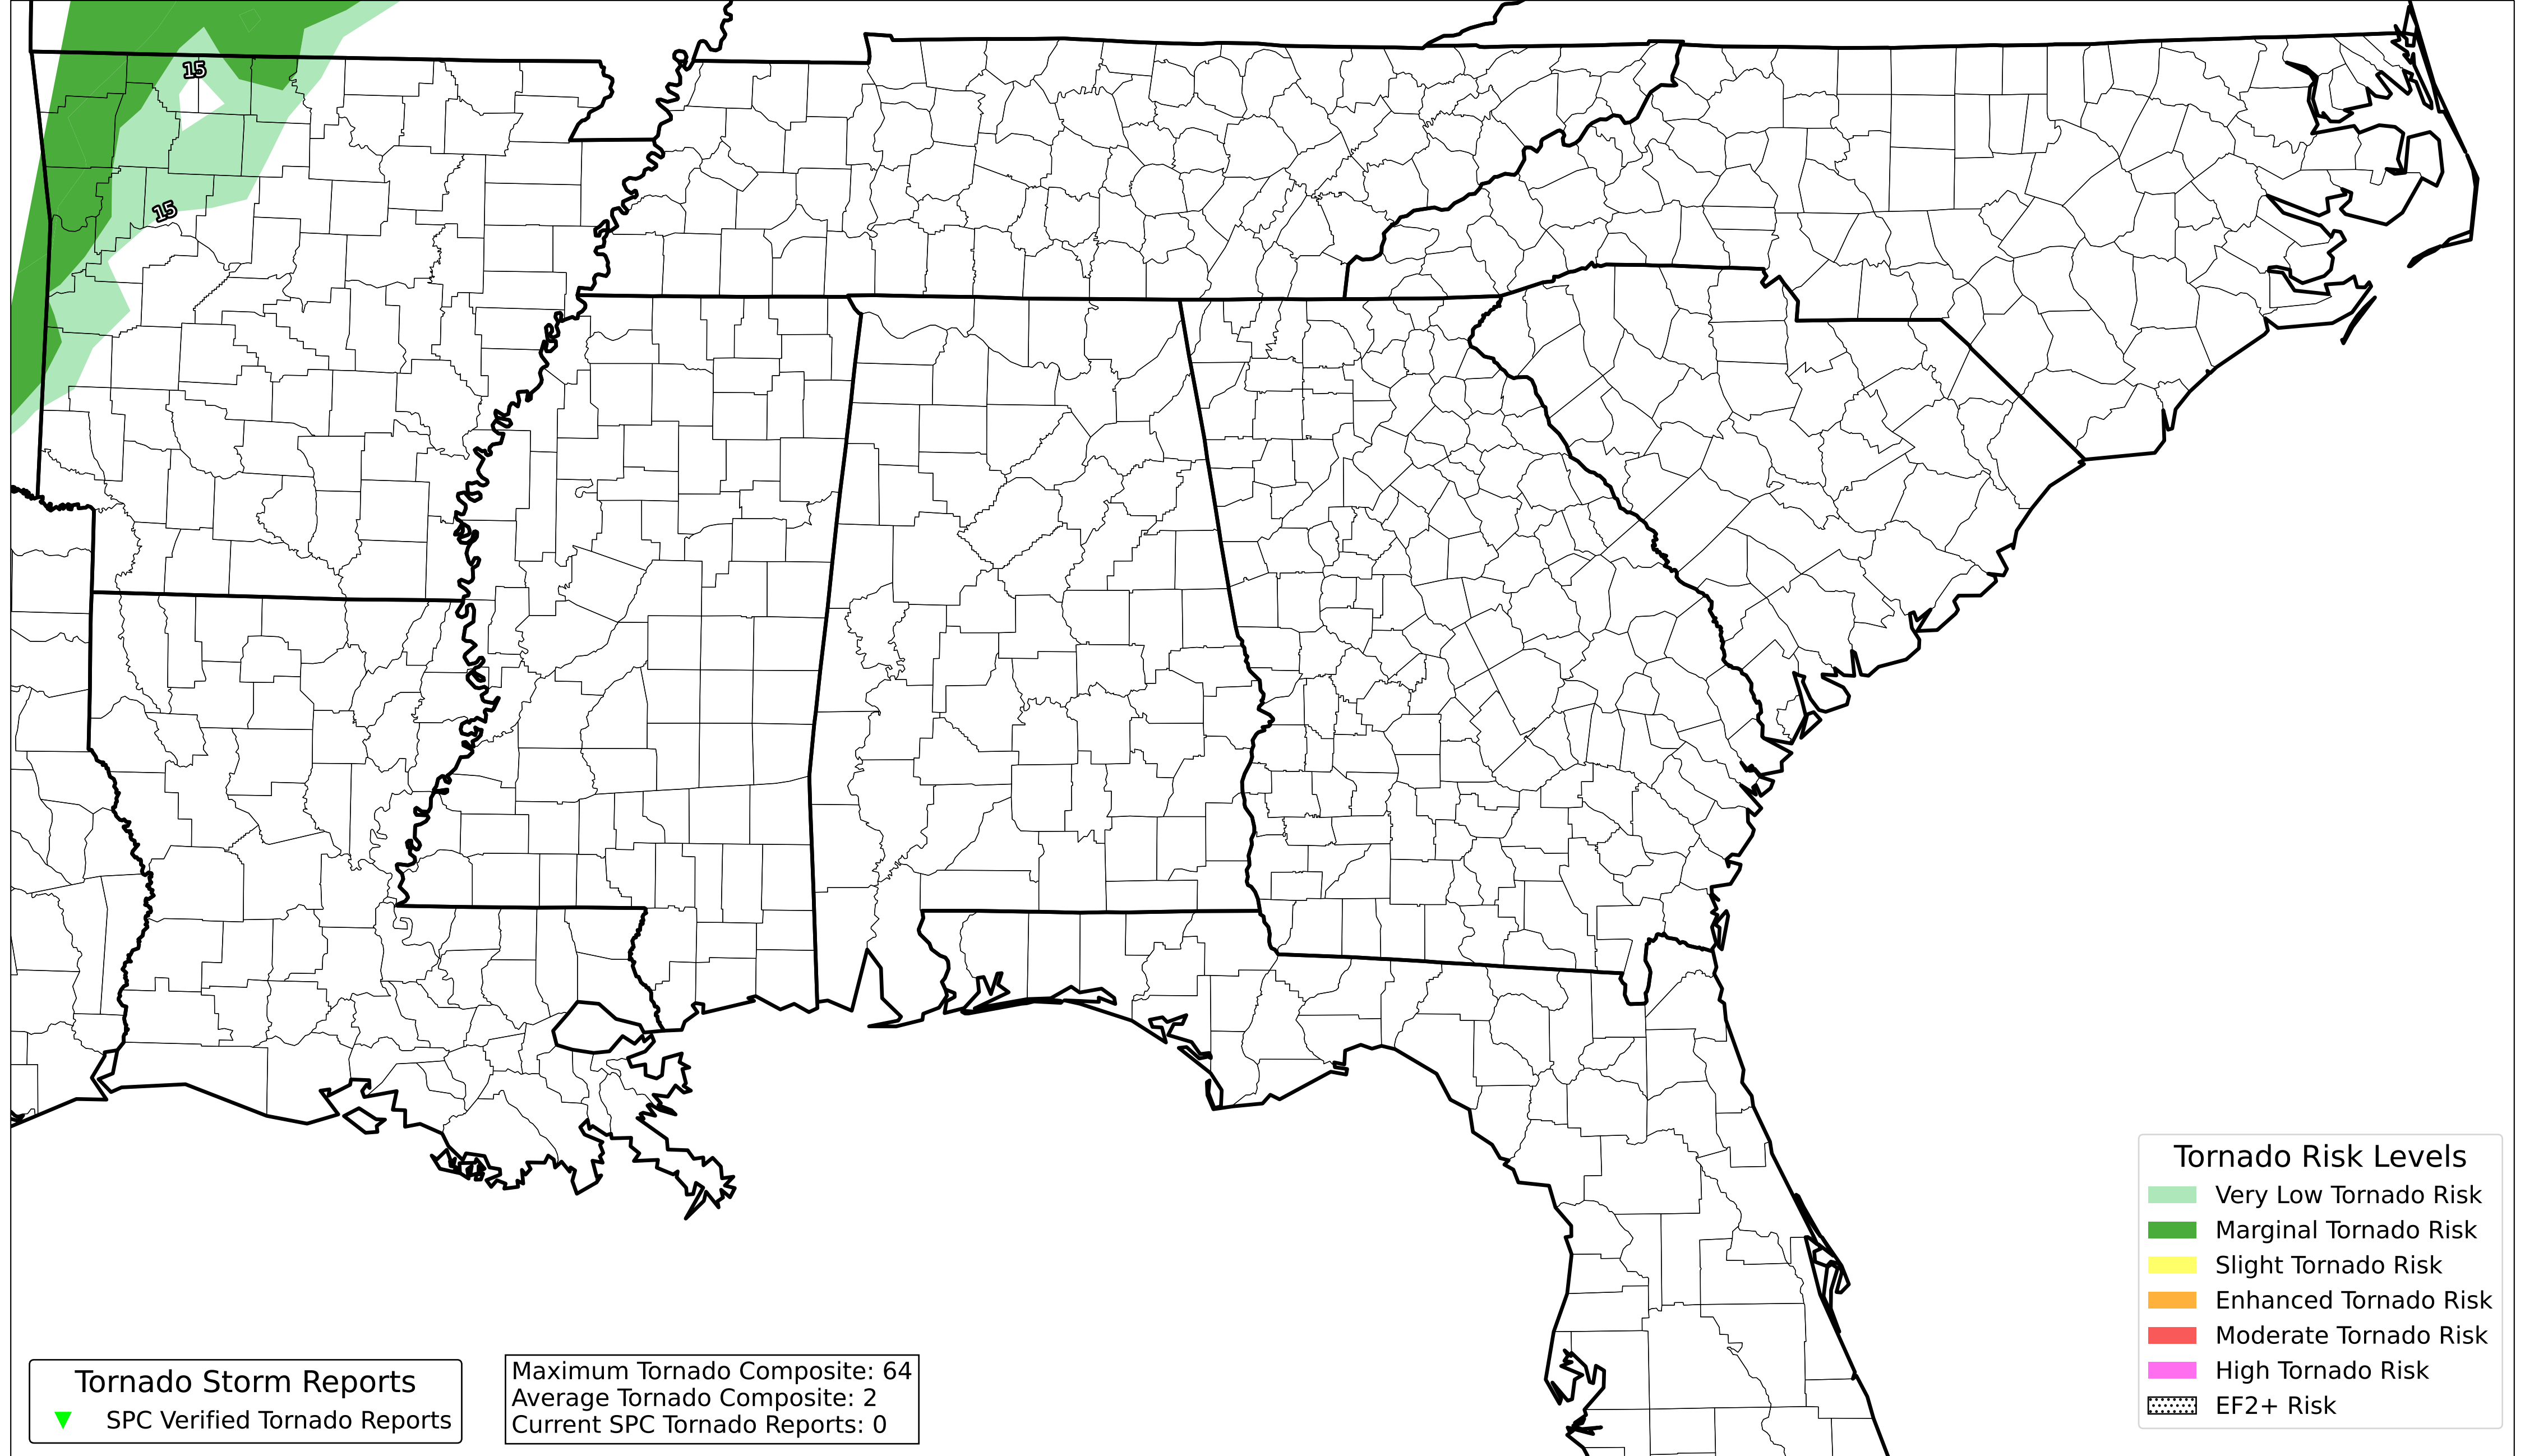 15
15
Tornado Risk Levels
Very Low Tornado Risk
Marginal Tornado Risk
Slight Tornado Risk
Enhanced Tornado Risk
Moderate Tornado Risk
High Tornado Risk
EF2+ Risk
Tornado Storm Reports
SPC Verified Tornado Reports
Maximum Tornado Composite: 64
Average Tornado Composite: 2
Current SPC Tornado Reports: 0